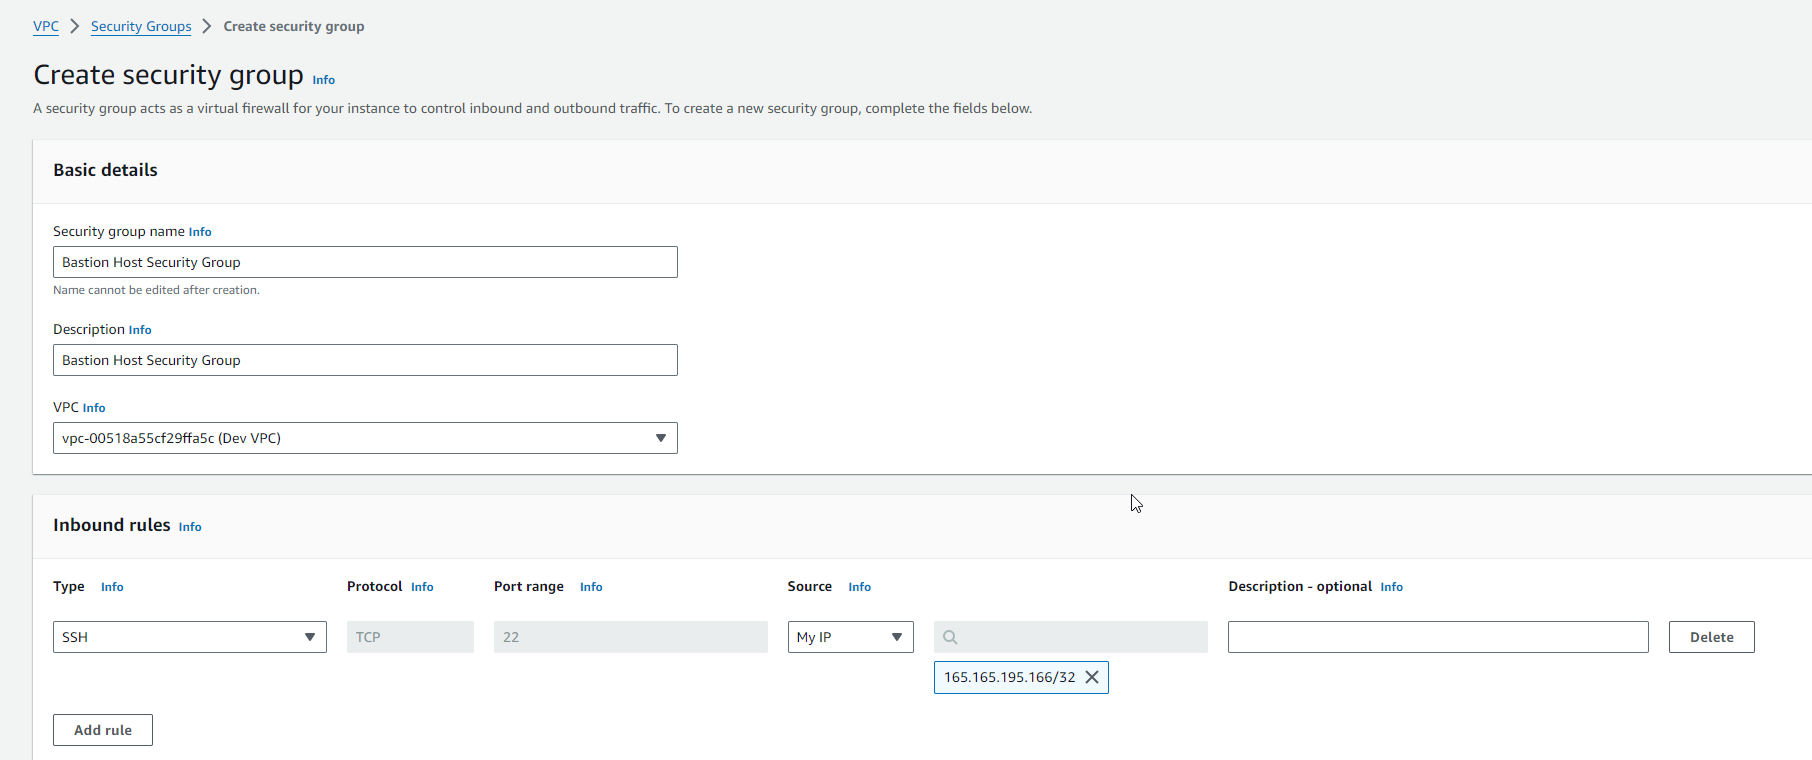 VPC > Security Groups > Create security group
Create security group Info
A security group acts as a virtual firewall for your instance to control inbound and outbound traffic. To create a new security group, complete the fields below.
Basic details
Security group name Info
Bastion Host Security Group
Name cannot be edited after creation.
Description Info
Bastion Host Security Group
VPC Info
vpc-00518a55cf29ffa5c (Dev VPC)
Inbound rules Info
Type Info Protocol Info Port range Info Source Info Description - optional Info
SSH TCP 22 My IP Delete
165.165.195.166/32
Add rule